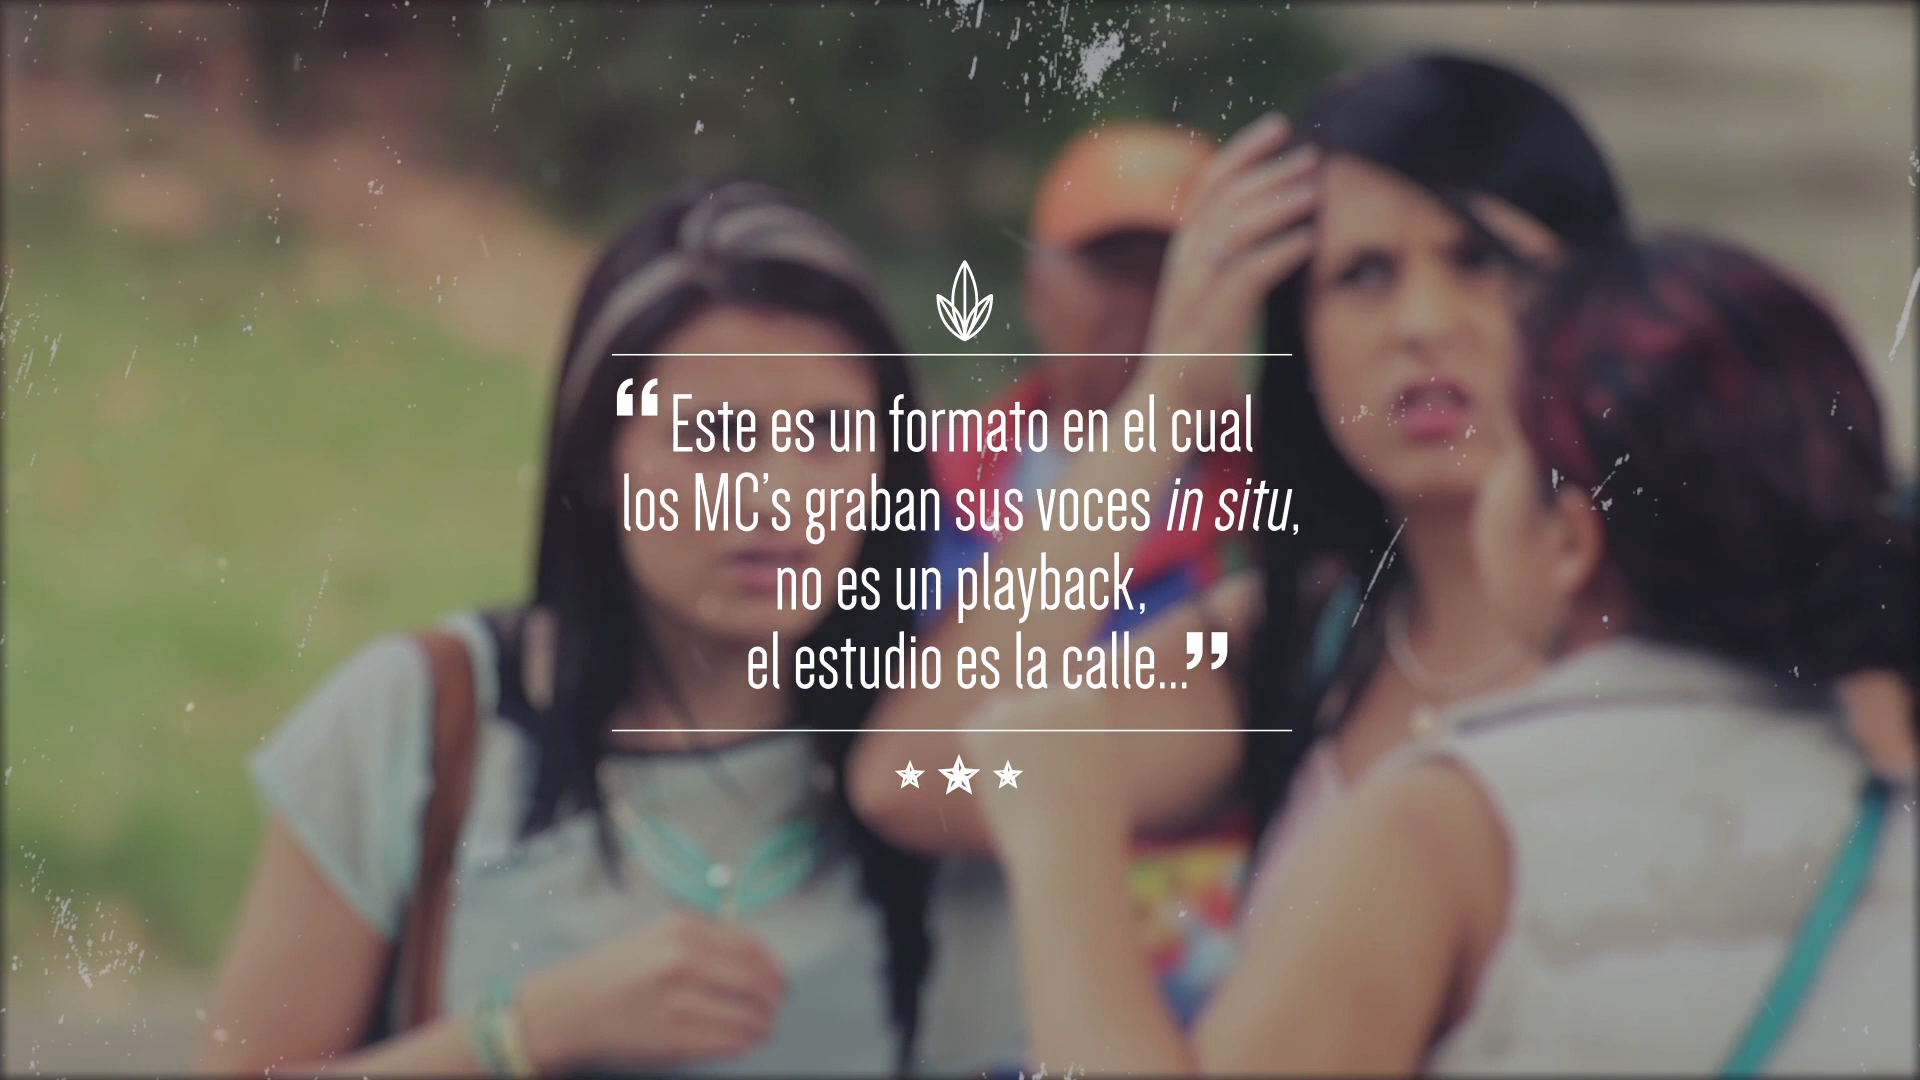 “Este es un formato en el cual
los MC’s graban sus voces in situ,
no es un playback,
el estudio es la calle...”